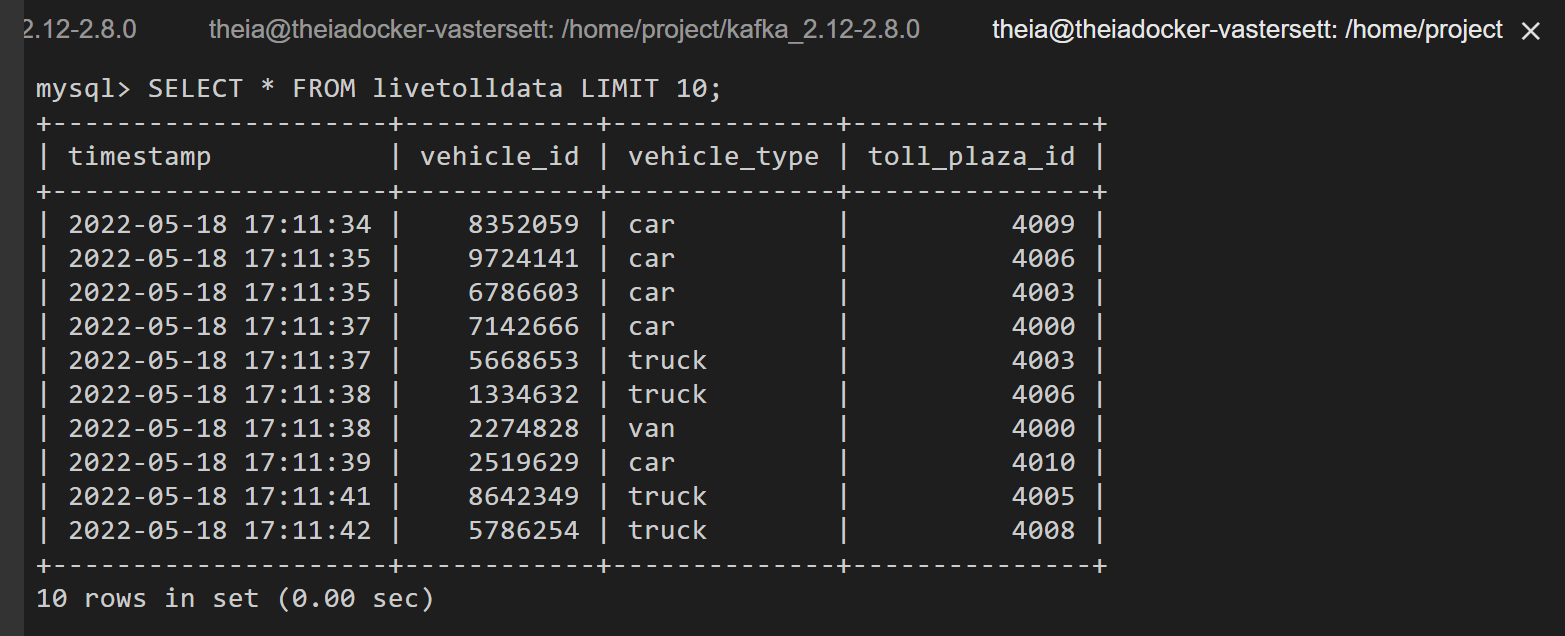 2.12-2.8.0 theia@theiadocker-vastersett: /home/project/kafka_2.12-2.8.0 theia@theiadocker-vastersett: /home/project ×
mysql> SELECT * FROM livetolldata LIMIT 10;
+---------------------+------------+--------------+---------------+
| timestamp           | vehicle_id | vehicle_type | toll_plaza_id |
+---------------------+------------+--------------+---------------+
| 2022-05-18 17:11:34 |    8352059 | car          |          4009 |
| 2022-05-18 17:11:35 |    9724141 | car          |          4006 |
| 2022-05-18 17:11:35 |    6786603 | car          |          4003 |
| 2022-05-18 17:11:37 |    7142666 | car          |          4000 |
| 2022-05-18 17:11:37 |    5668653 | truck        |          4003 |
| 2022-05-18 17:11:38 |    1334632 | truck        |          4006 |
| 2022-05-18 17:11:38 |    2274828 | van          |          4000 |
| 2022-05-18 17:11:39 |    2519629 | car          |          4010 |
| 2022-05-18 17:11:41 |    8642349 | truck        |          4005 |
| 2022-05-18 17:11:42 |    5786254 | truck        |          4008 |
+---------------------+------------+--------------+---------------+
10 rows in set (0.00 sec)